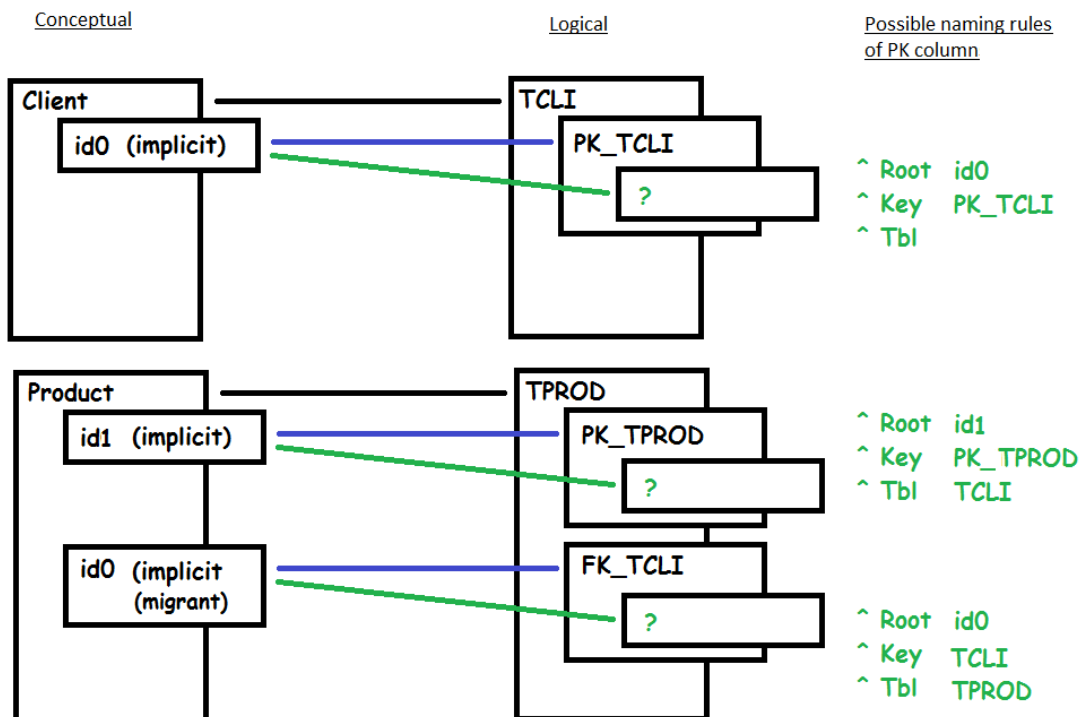 Conceptual
Logical
Possible naming rules
of PK column
Client
id0 (implicit)
TCLI
PK_TCLI
?
^ Root id0
^ Key PK_TCLI
^ Tbl
Product
id1 (implicit)
id0 (implicit
(migrant)
TPROD
PK_TPROD
?
FK_TCLI
?
^ Root id1
^ Key PK_TPROD
^ Tbl TCLI
^ Root id0
^ Key TCLI
^ Tbl TPROD